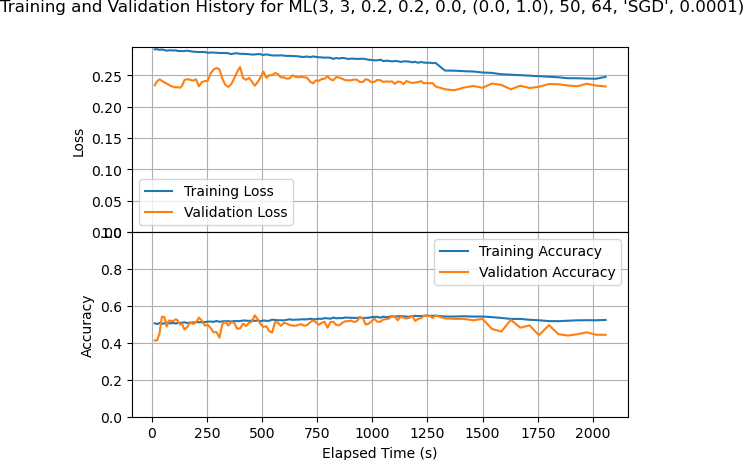 Training and Validation History for ML(3, 3, 0.2, 0.2, 0.0, (0.0, 1.0), 50, 64, 'SGD', 0.0001)
0.25
0.20
0.15
0.10
0.05
0.00
Loss
Training Loss
Validation Loss
1.0
0.8
0.6
0.4
0.2
0.0
Accuracy
Training Accuracy
Validation Accuracy
0 250 500 750 1000 1250 1500 1750 2000
Elapsed Time (s)